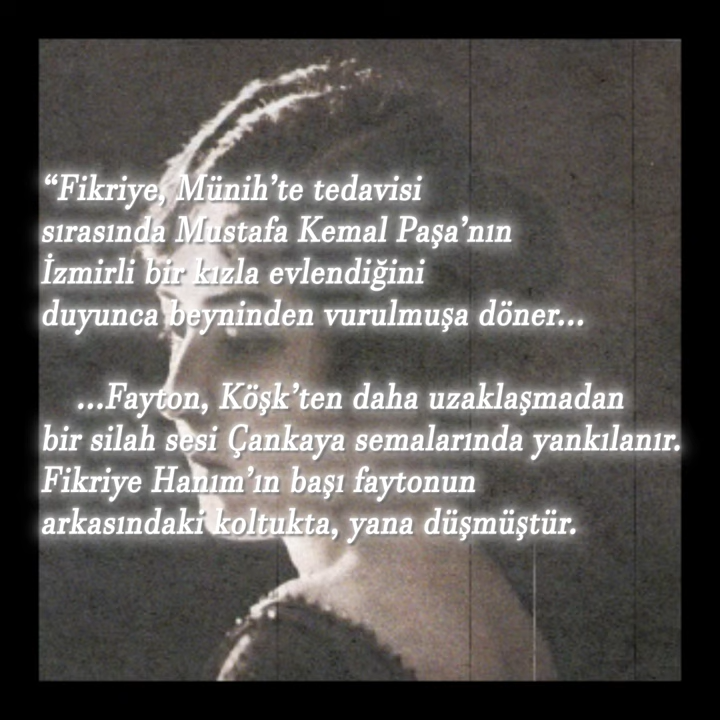 “Fikriye, Münih’te tedavisi
sırasında Mustafa Kemal Paşa’nın
İzmirli bir kızla evlendiğini
duyunca beyninden vurulmuşa döner...
...Fayton, Köşk’ten daha uzaklaşmadan
bir silah sesi Çankaya semalarında yankılanır.
Fikriye Hanım’ın başı faytonun
arkasındaki koltukta, yana düşmüştür.